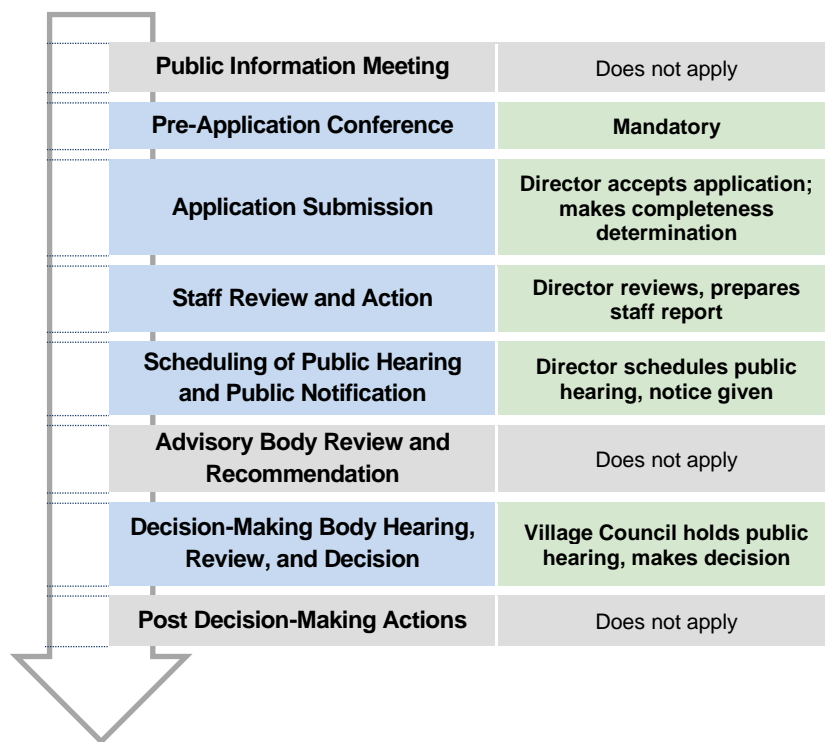 Public Information Meeting
Does not apply
Pre-Application Conference
Mandatory
Application Submission
Director accepts application;
makes completeness
determination
Staff Review and Action
Director reviews, prepares
staff report
Scheduling of Public Hearing
and Public Notification
Director schedules public
hearing, notice given
Advisory Body Review and
Recommendation
Does not apply
Decision-Making Body Hearing,
Review, and Decision
Village Council holds public
hearing, makes decision
Post Decision-Making Actions
Does not apply